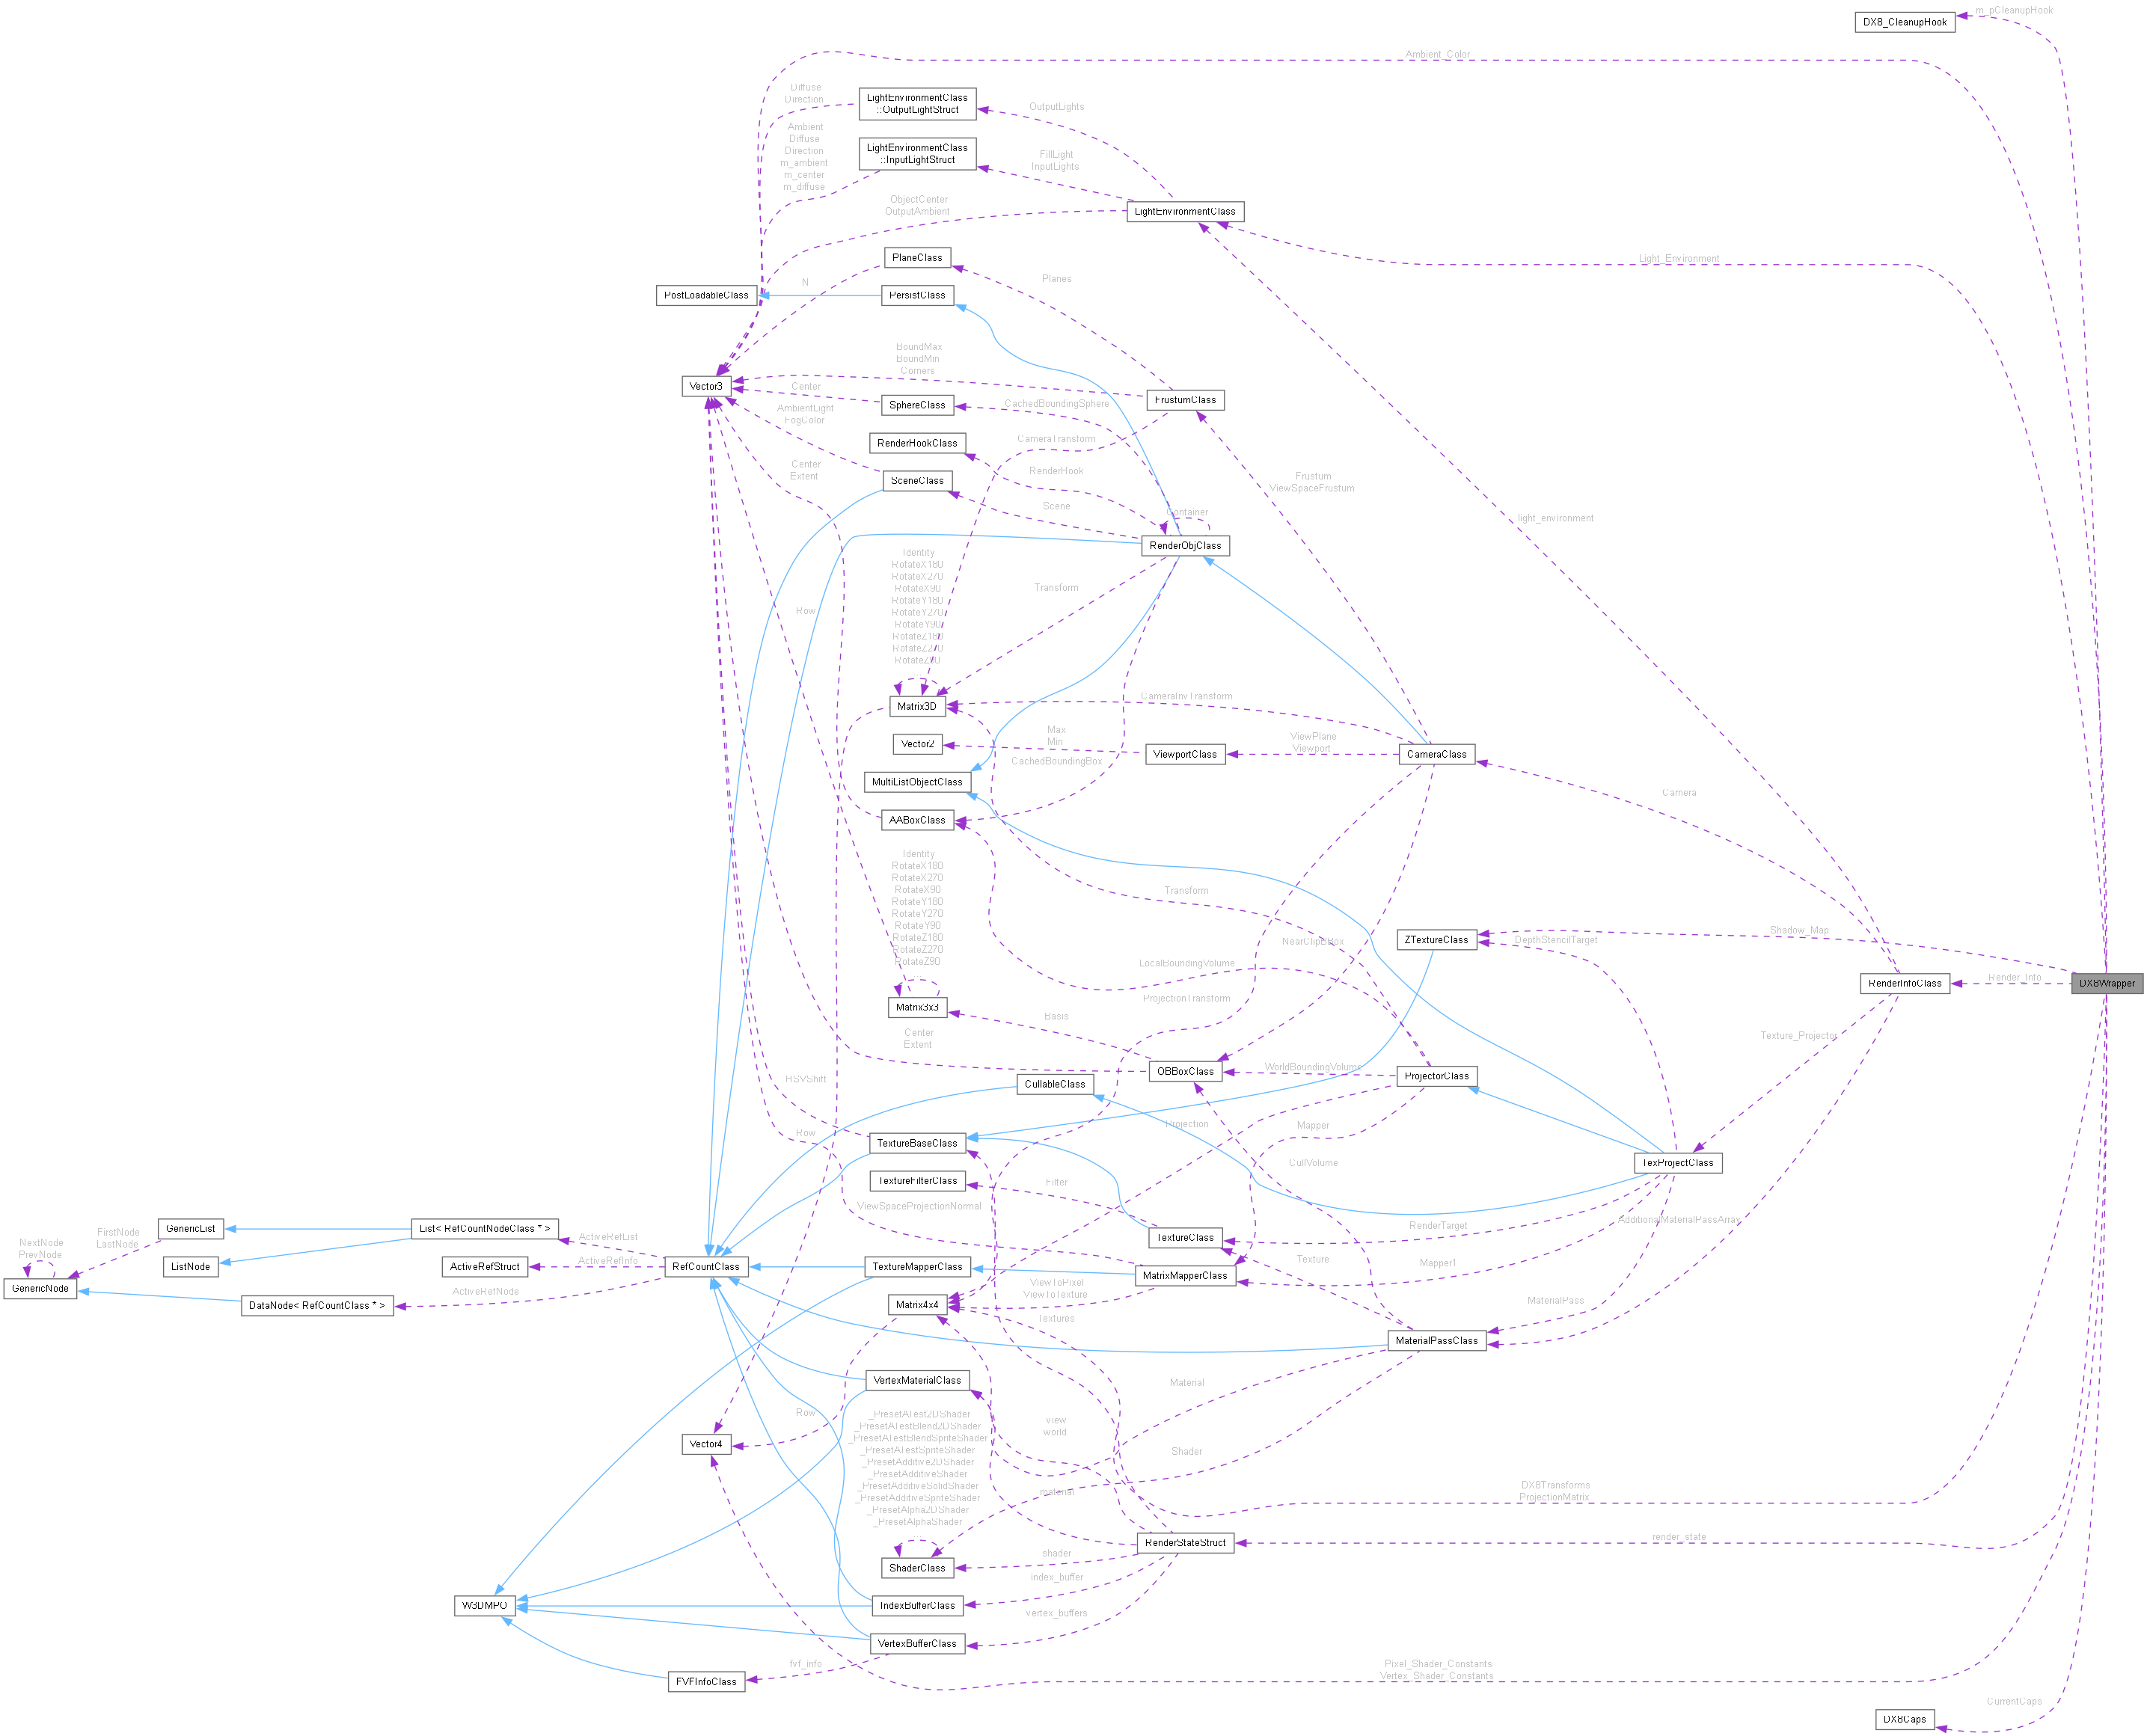 DX8_CleanupHook
m_pCleanupHook
Ambient_Color
Diffuse
Direction
LightEnvironmentClass
::OutputLightStruct
OutputLights
Ambient
Diffuse
Direction
m_ambient
m_center
m_diffuse
LightEnvironmentClass
::InputLightStruct
FillLight
InputLights
ObjectCenter
OutputAmbient
LightEnvironmentClass
Light_Environment
PlaneClass
Planes
N
PostLoadableClass
PersistClass
BoundMax
BoundMin
Corners
Vector3
Center
SphereClass
CachedBoundingSphere
FrustumClass
AmbientLight
FogColor
RenderHookClass
CameraTransform
Center
Extent
SceneClass
RenderHook
Frustum
ViewSpaceFrustum
Scene
Container
light_environment
RenderObjClass
Identity
RotateX180
RotateX270
RotateX90
RotateY180
RotateY270
RotateY90
RotateZ180
RotateZ270
RotateZ90
Transform
Row
Matrix3D
CameraInvTransform
Vector2
Max
Min
ViewportClass
ViewPlane
Viewport
CameraClass
CachedBoundingBox
MultiListObjectClass
Camera
AABoxClass
Identity
RotateX180
RotateX270
RotateX90
RotateY180
RotateY270
RotateY90
RotateZ180
RotateZ270
RotateZ90
Transform
NearClipBBox
ZTextureClass
DepthStencilTarget
Shadow_Map
LocalBoundingVolume
RenderInfoClass
Render_Info
DX8Wrapper
ProjectionTransform
Matrix3x3
Basis
Center
Extent
Texture_Projector
OBBoxClass
WorldBoundingVolume
ProjectorClass
HSVShift
CullableClass
Projection
Mapper
Row
TextureBaseClass
CullVolume
TexProjectClass
TextureFilterClass
Filter
ViewSpaceProjectionNormal
AdditionalMaterialPassArray
RenderTarget
GenericList
List< RefCountNodeClass * >
ActiveRefList
FirstNode
LastNode
TextureClass
NextNode
PrevNode
ListNode
ActiveRefStruct
ActiveRefInfo
RefCountClass
TextureMapperClass
MatrixMapperClass
Texture
Mapper1
GenericNode
DataNode< RefCountClass * >
ActiveRefNode
Matrix4x4
ViewToPixel
ViewToTexture
MaterialPass
Textures
MaterialPassClass
VertexMaterialClass
Material
Row
_PresetATest2DShader
_PresetATestBlend2DShader
_PresetATestBlendSpriteShader
_PresetATestSpriteShader
_PresetAdditive2DShader
_PresetAdditiveShader
_PresetAdditiveSolidShader
_PresetAdditiveSpriteShader
_PresetAlpha2DShader
_PresetAlphaShader
...
view
world
Vector4
Shader
material
DX8Transforms
ProjectionMatrix
RenderStateStruct
render_state
ShaderClass
shader
index_buffer
W3DMPO
IndexBufferClass
vertex_buffers
VertexBufferClass
fvf_info
FVFInfoClass
Pixel_Shader_Constants
Vertex_Shader_Constants
CurrentCaps
DX8Caps